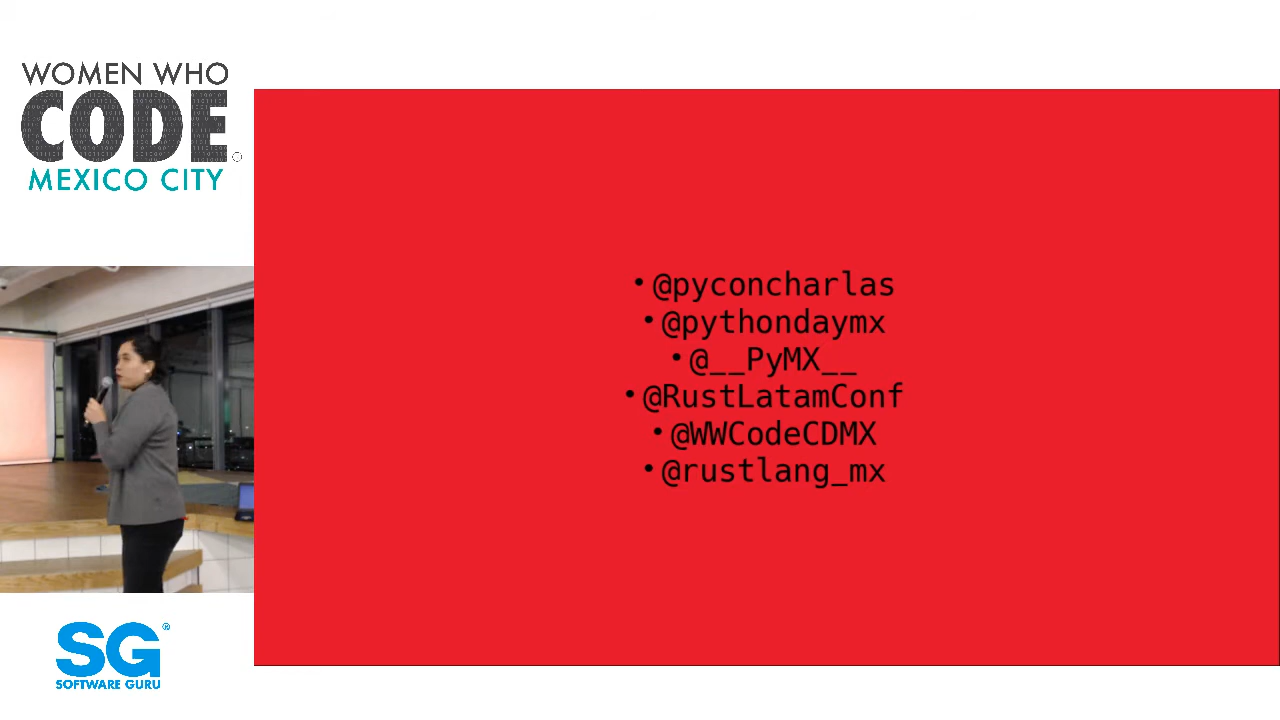 WOMEN WHO
CODE
MEXICO CITY
• @pyconcharlas
• @pythondaymx
• @__PyMX__
• @RustLatamConf
• @WWCodeCDMX
• @rustlang_mx
SG®
SOFTWARE GURU